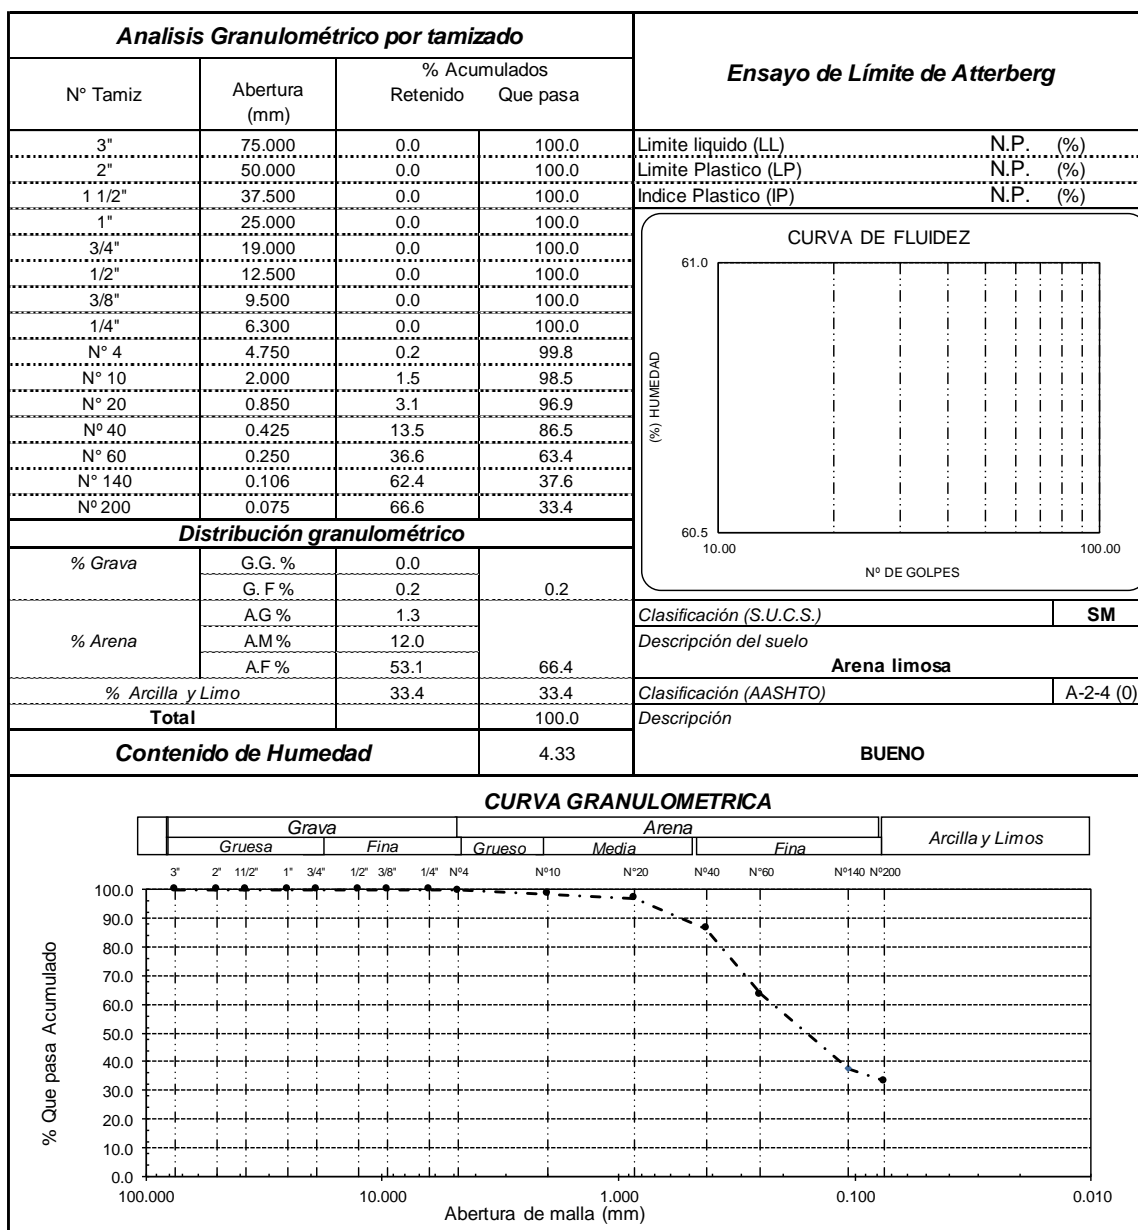 Analisis Granulométrico por tamizado
N° Tamiz Abertura (mm) % Acumulados
Retenido Que pasa
3" 75.000 0.0 100.0
2" 50.000 0.0 100.0
1 1/2" 37.500 0.0 100.0
1" 25.000 0.0 100.0
3/4" 19.000 0.0 100.0
1/2" 12.500 0.0 100.0
3/8" 9.500 0.0 100.0
1/4" 6.300 0.0 100.0
N° 4 4.750 0.2 99.8
N° 10 2.000 1.5 98.5
N° 20 0.850 3.1 96.9
Nº 40 0.425 13.5 86.5
N° 60 0.250 36.6 63.4
N° 140 0.106 62.4 37.6
Nº 200 0.075 66.6 33.4
Distribución granulométrico
% Grava G.G. % 0.0
G. F % 0.2 0.2
A.G % 1.3
% Arena A.M % 12.0
A.F % 53.1 66.4
% Arcilla y Limo 33.4 33.4
Total 100.0
Contenido de Humedad 4.33
Ensayo de Límite de Atterberg
Limite liquido (LL) N.P. (%)
Limite Plastico (LP) N.P. (%)
Indice Plastico (IP) N.P. (%)
CURVA DE FLUIDEZ
61.0
(%) HUMEDAD
60.5
10.00 100.00
Nº DE GOLPES
Clasificación (S.U.C.S.) SM
Descripción del suelo
Arena limosa
Clasificación (AASHTO) A-2-4 (0)
Descripción
BUENO
CURVA GRANULOMETRICA
Grava Arena Arcilla y Limos
Gruesa Fina Grueso Media Fina
3" 2" 11/2" 1" 3/4" 1/2" 3/8" 1/4" Nº4 N°10 N°20 Nº40 N°60 Nº140 Nº200
100.0
90.0
80.0
70.0
60.0
50.0
40.0
30.0
20.0
10.0
0.0
% Que pasa Acumulado
100.000 10.000 1.000 0.100 0.010
Abertura de malla (mm)